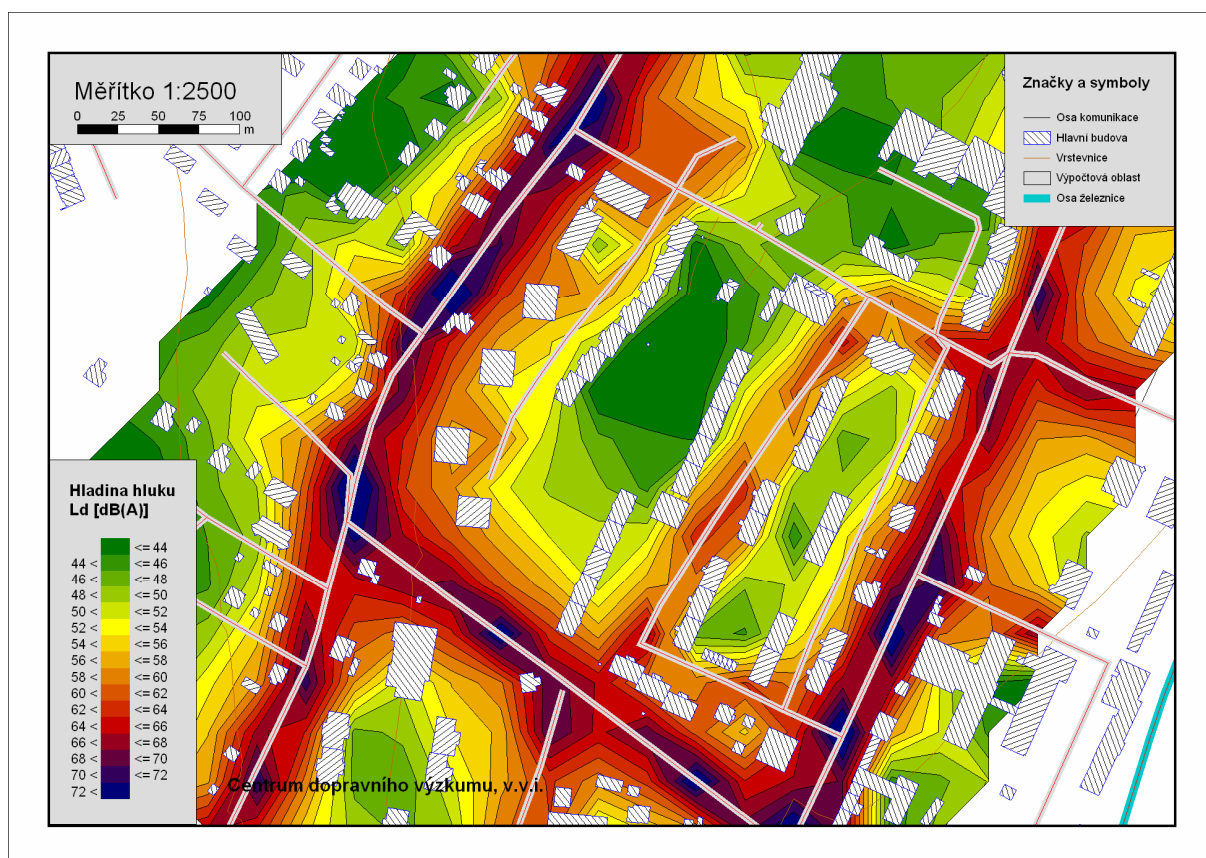 Měřítko 1:2500
0 25 50 75 100
m
Značky a symboly
Osa komunikace
Hlavní budova
Vrstevnice
Výpočtová oblast
Osa železnice
Hladina hluku
Ld [dB(A)]
<= 44
44 < <= 46
46 < <= 48
48 < <= 50
50 < <= 52
52 < <= 54
54 < <= 56
56 < <= 58
58 < <= 60
60 < <= 62
62 < <= 64
64 < <= 66
66 < <= 68
68 < <= 70
70 < <= 72
72 <
Centrum dopravního výzkumu, v.v.i.